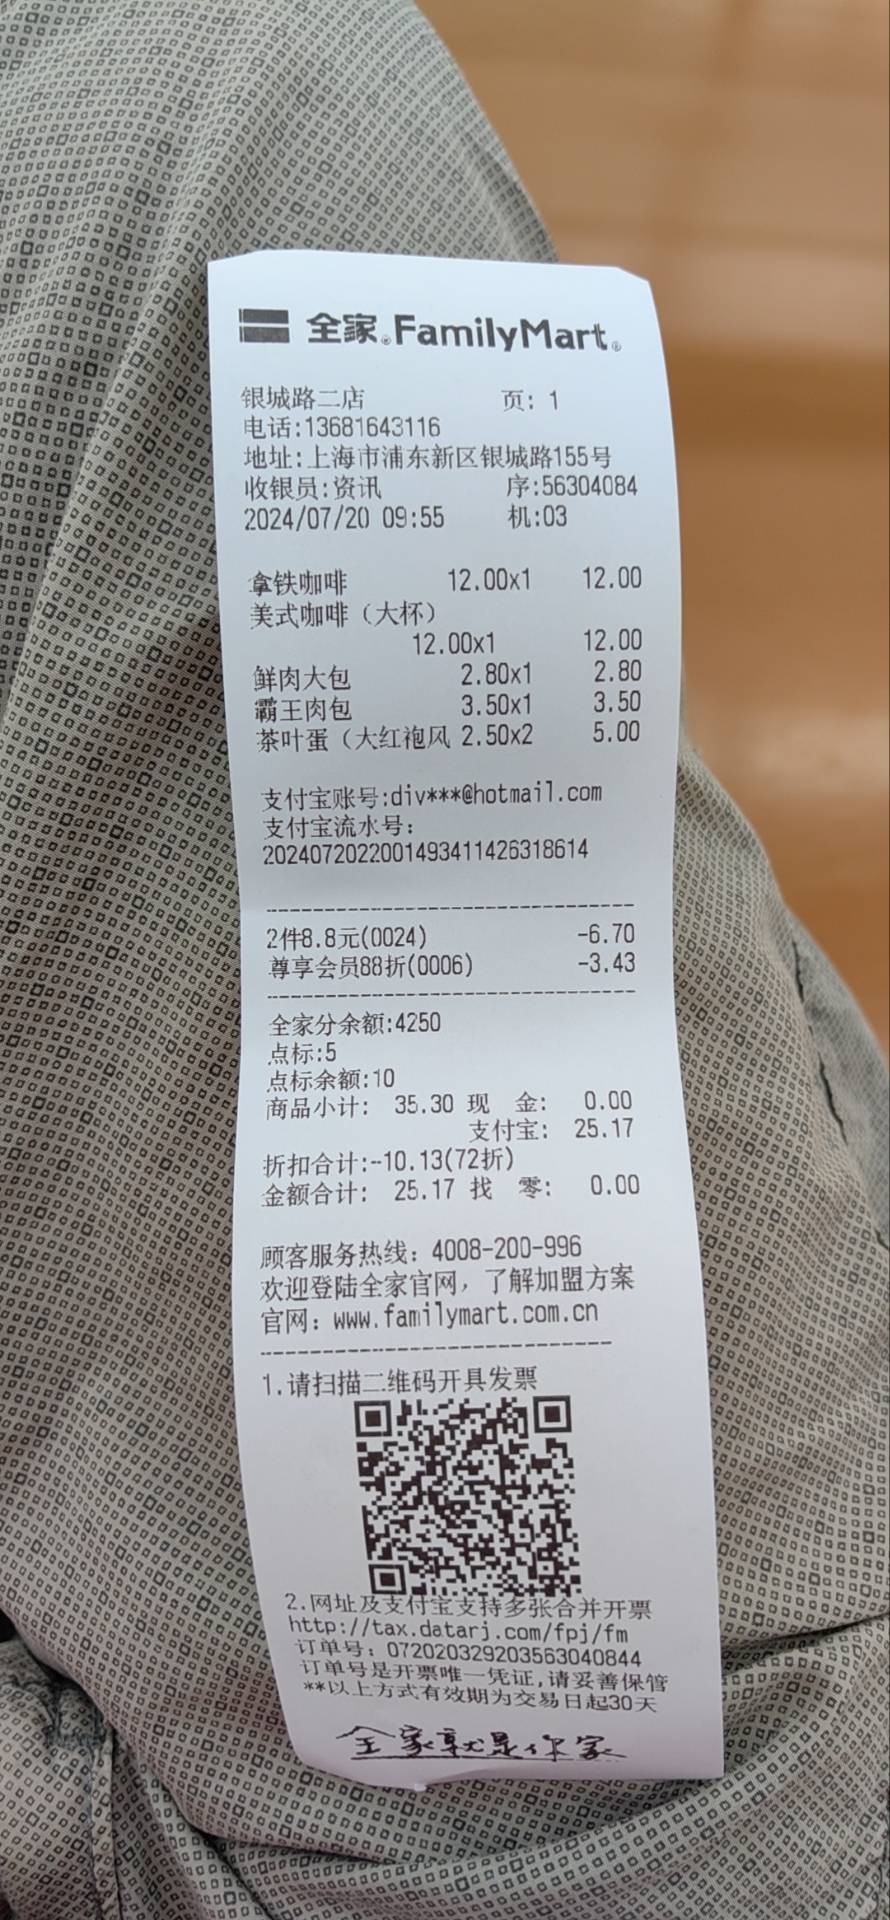 全家®FamilyMart®
银城路二店 页: 1
电话:13681643116
地址:上海市浦东新区银城路155号
收银员:资讯 序:56304084
2024/07/20 09:55 机:03
拿铁咖啡 12.00x1 12.00
美式咖啡（大杯）
12.00x1 12.00
鲜肉大包 2.80x1 2.80
霸王肉包 3.50x1 3.50
茶叶蛋（大红袍风 2.50x2 5.00
支付宝账号:div***@hotmail.com
支付宝流水号:
2024072022001493411426318614
2件8.8元(0024) -6.70
尊享会员88折(0006) -3.43
全家分余额:4250
点标:5
点标余额:10
商品小计: 35.30 现 金: 0.00
支付宝: 25.17
折扣合计:-10.13(72折)
金额合计: 25.17 找 零: 0.00
顾客服务热线: 4008-200-996
欢迎登陆全家官网，了解加盟方案
官网: www.familymart.com.cn
1.请扫描二维码开具发票
2.网址及支付宝支持多张合并开票
http://tax.datarj.com/fpj/fm
订单号: 072020329203563040844
订单号是开票唯一凭证,请妥善保管
**以上方式有效期为交易日起30天
全家就是你家